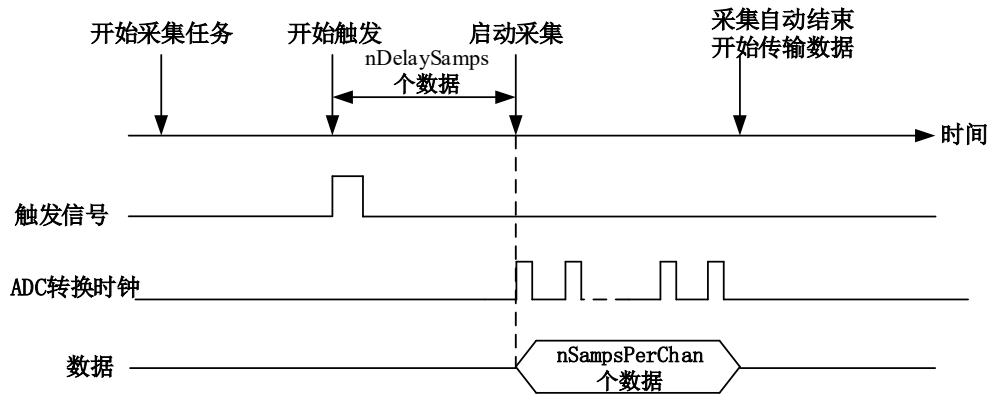 开始采集任务
开始触发
启动采集
采集自动结束
开始传输数据
nDelaySamps
个数据
时间
触发信号
ADC转换时钟
数据
nSampsPerChan
个数据